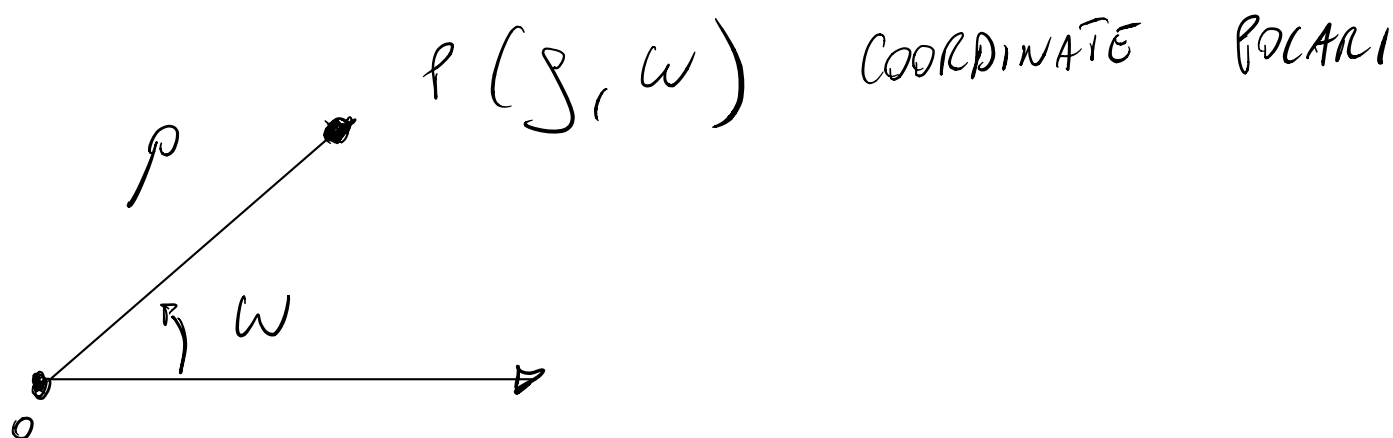 P (ρ, ω) COORDINATE POLARI
ρ
ω
O